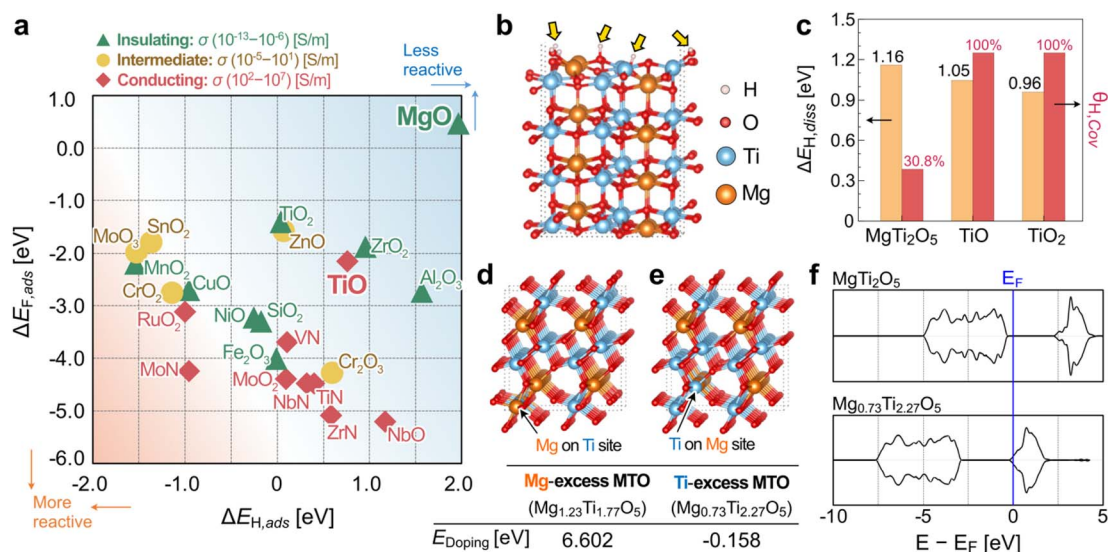 a
Insulating: σ (10⁻¹³–10⁻⁶) [S/m]
Intermediate: σ (10⁻⁵–10¹) [S/m]
Conducting: σ (10²–10⁷) [S/m]
Less
reactive
1.0
0.0
-1.0
-2.0
-3.0
-4.0
-5.0
-6.0
ΔE_F,ads [eV]
MgO
TiO₂
SnO₂
MoO₃
ZnO
ZrO₂
MnO₂
CuO
TiO
Al₂O₃
CrO₂
RuO₂
NiO
SiO₂
VN
Fe₂O₃
MoN
MoO₂
Cr₂O₃
NbN
TiN
ZrN
NbO
-2.0
-1.0
0.0
1.0
2.0
More
reactive
ΔE_H,ads [eV]
b
H
O
Ti
Mg
c
ΔE_H,diss [eV]
1.5
1.2
0.9
0.6
0.3
0
1.16
30.8%
1.05
100%
0.96
100%
θ_H,Cov
MgTi₂O₅
TiO
TiO₂
d
Mg on Ti site
e
Ti on Mg site
Mg-excess MTO
(Mg₁.₂₃Ti₁.₇₇O₅)
Ti-excess MTO
(Mg₀.₇₃Ti₂.₂₇O₅)
E_Doping [eV]
6.602
-0.158
f
MgTi₂O₅
E_F
Mg₀.₇₃Ti₂.₂₇O₅
-10
-5
0
5
E − E_F [eV]